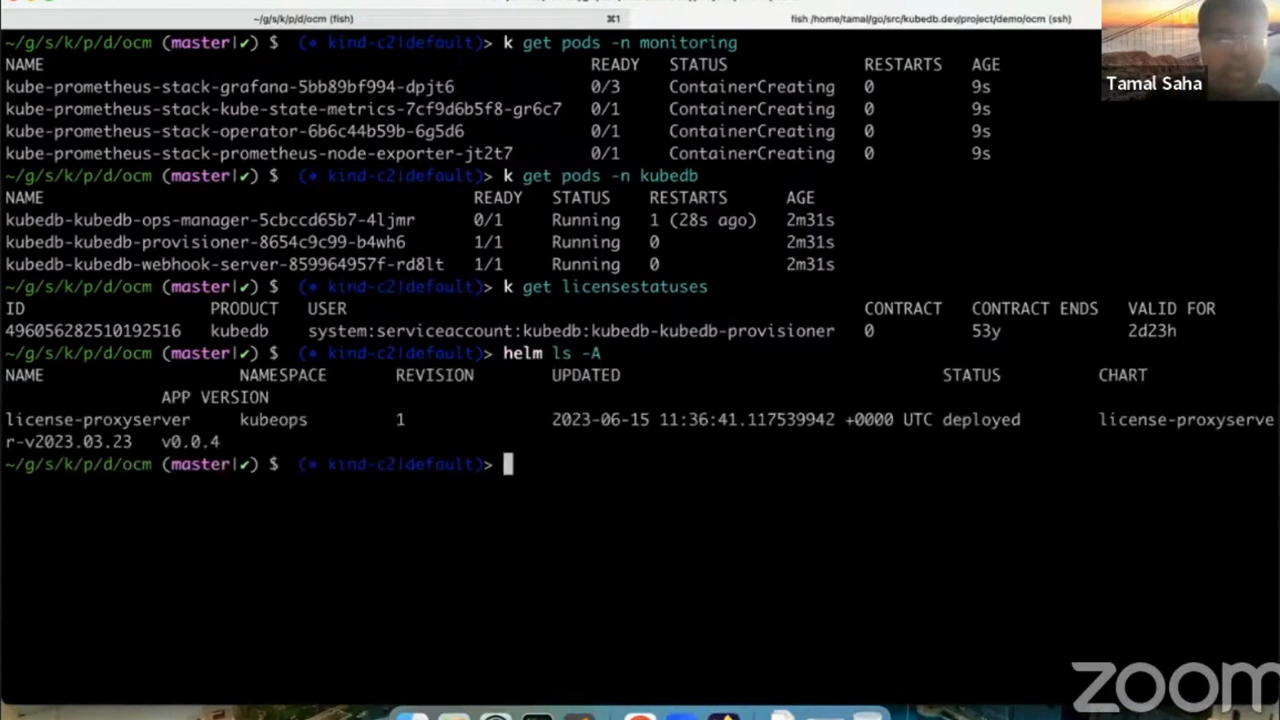 ~/g/s/k/p/d/ocm (fish)
⌘1
fish /home/tamal/go/src/kubedb.dev/project/demo/ocm (ssh)
~/g/s/k/p/d/ocm (master|✔) $ (⎈ kind-c2|default)> k get pods -n monitoring
NAME READY STATUS RESTARTS AGE
kube-prometheus-stack-grafana-5bb89bf994-dpjt6 0/3 ContainerCreating 0 9s
kube-prometheus-stack-kube-state-metrics-7cf9d6b5f8-gr6c7 0/1 ContainerCreating 0 9s
kube-prometheus-stack-operator-6b6c44b59b-6g5d6 0/1 ContainerCreating 0 9s
kube-prometheus-stack-prometheus-node-exporter-jt2t7 0/1 ContainerCreating 0 9s
~/g/s/k/p/d/ocm (master|✔) $ (⎈ kind-c2|default)> k get pods -n kubedb
NAME READY STATUS RESTARTS AGE
kubedb-kubedb-ops-manager-5cbccd65b7-4ljmr 0/1 Running 1 (28s ago) 2m31s
kubedb-kubedb-provisioner-8654c9c99-b4wh6 1/1 Running 0 2m31s
kubedb-kubedb-webhook-server-859964957f-rd8lt 1/1 Running 0 2m31s
~/g/s/k/p/d/ocm (master|✔) $ (⎈ kind-c2|default)> k get licensestatuses
ID PRODUCT USER CONTRACT CONTRACT ENDS VALID FOR
496056282510192516 kubedb system:serviceaccount:kubedb:kubedb-kubedb-provisioner 0 53y 2d23h
~/g/s/k/p/d/ocm (master|✔) $ (⎈ kind-c2|default)> helm ls -A
NAME NAMESPACE REVISION UPDATED STATUS CHART
APP VERSION
license-proxyserver kubeops 1 2023-06-15 11:36:41.117539942 +0000 UTC deployed license-proxyserve
r-v2023.03.23 v0.0.4
~/g/s/k/p/d/ocm (master|✔) $ (⎈ kind-c2|default)>
Tamal Saha
zoom